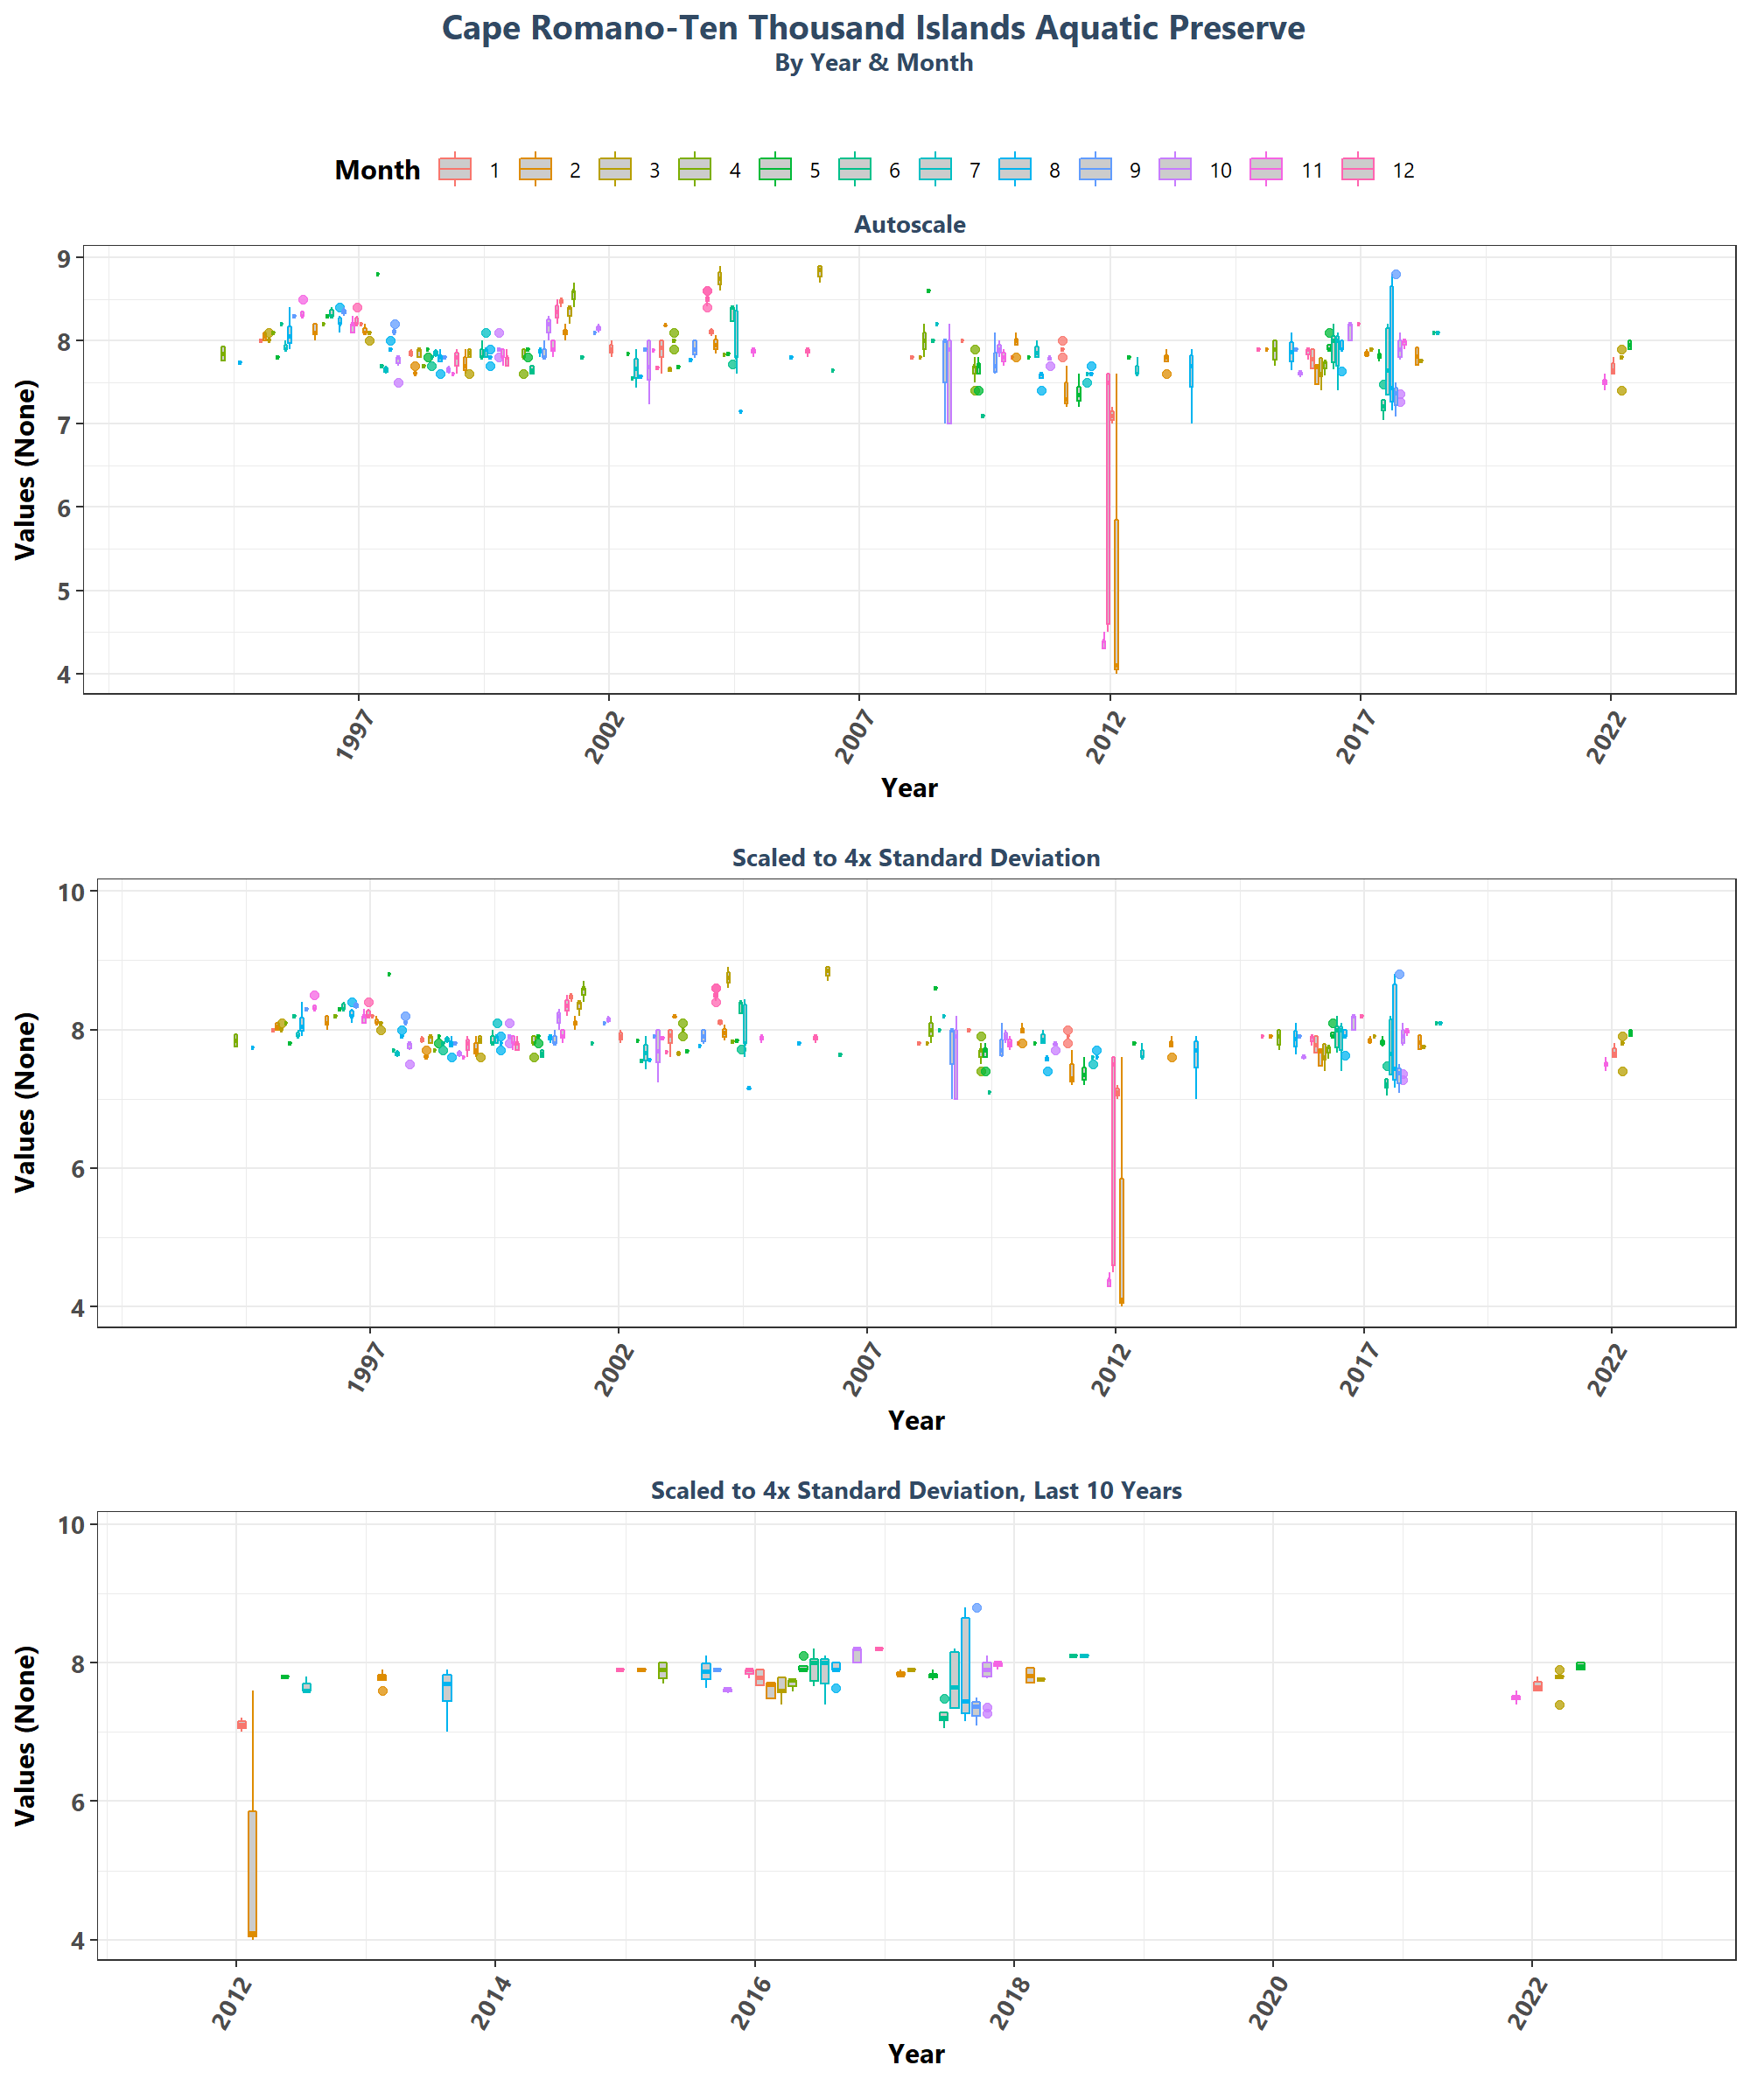 Cape Romano-Ten Thousand Islands Aquatic Preserve
By Year & Month
Month 1 2 3 4 5 6 7 8 9 10 11 12
Autoscale
9
8
7
6
5
4
Values (None)
1997 2002 2007 2012 2017 2022
Year
Scaled to 4x Standard Deviation
10
8
6
4
Values (None)
1997 2002 2007 2012 2017 2022
Year
Scaled to 4x Standard Deviation, Last 10 Years
10
8
6
4
Values (None)
2012 2014 2016 2018 2020 2022
Year